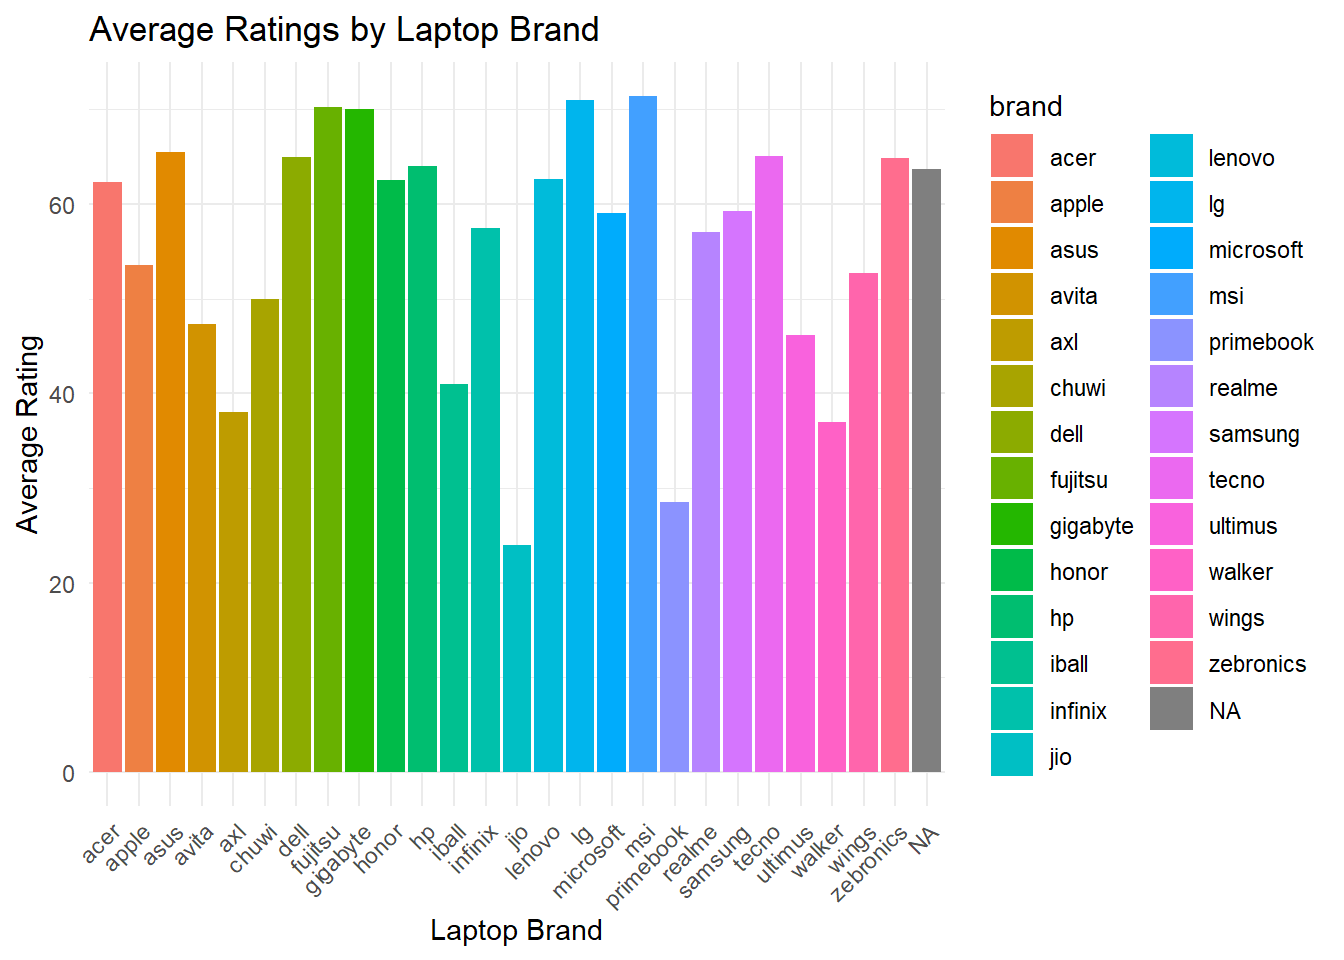 Average Ratings by Laptop Brand
Average Rating
60
40
20
0
acer
apple
asus
avita
axl
chuwi
dell
fujitsu
gigabyte
honor
hp
iball
infinix
jio
lenovo
lg
microsoft
msi
primebook
realme
samsung
tecno
ultimus
walker
wings
zebronics
NA
Laptop Brand
brand
acer
apple
asus
avita
axl
chuwi
dell
fujitsu
gigabyte
honor
hp
iball
infinix
jio
lenovo
lg
microsoft
msi
primebook
realme
samsung
tecno
ultimus
walker
wings
zebronics
NA